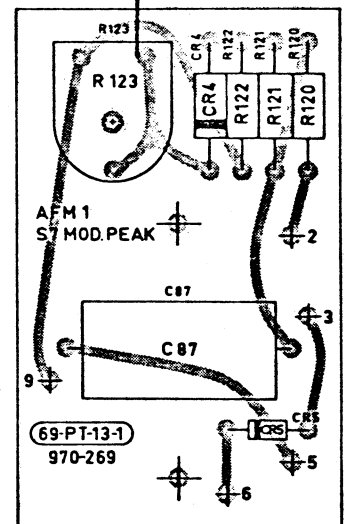 R123
CR4
R122
R121
R120
R 123
CR4
R122
R121
R120
AFM 1
S7 MOD. PEAK
2
C87
3
C 87
9
CR5
CR5
69-PT-13-1
970-269
5
6